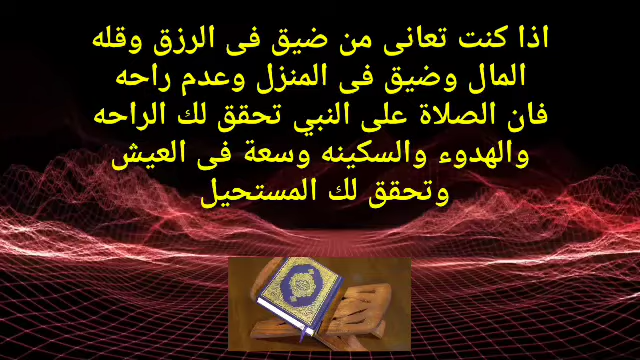 اذا كنت تعانى من ضيق فى الرزق وقله
المال وضيق فى المنزل وعدم راحه
فان الصلاة على النبي تحقق لك الراحه
والهدوء والسكينه وسعة فى العيش
وتحقق لك المستحيل